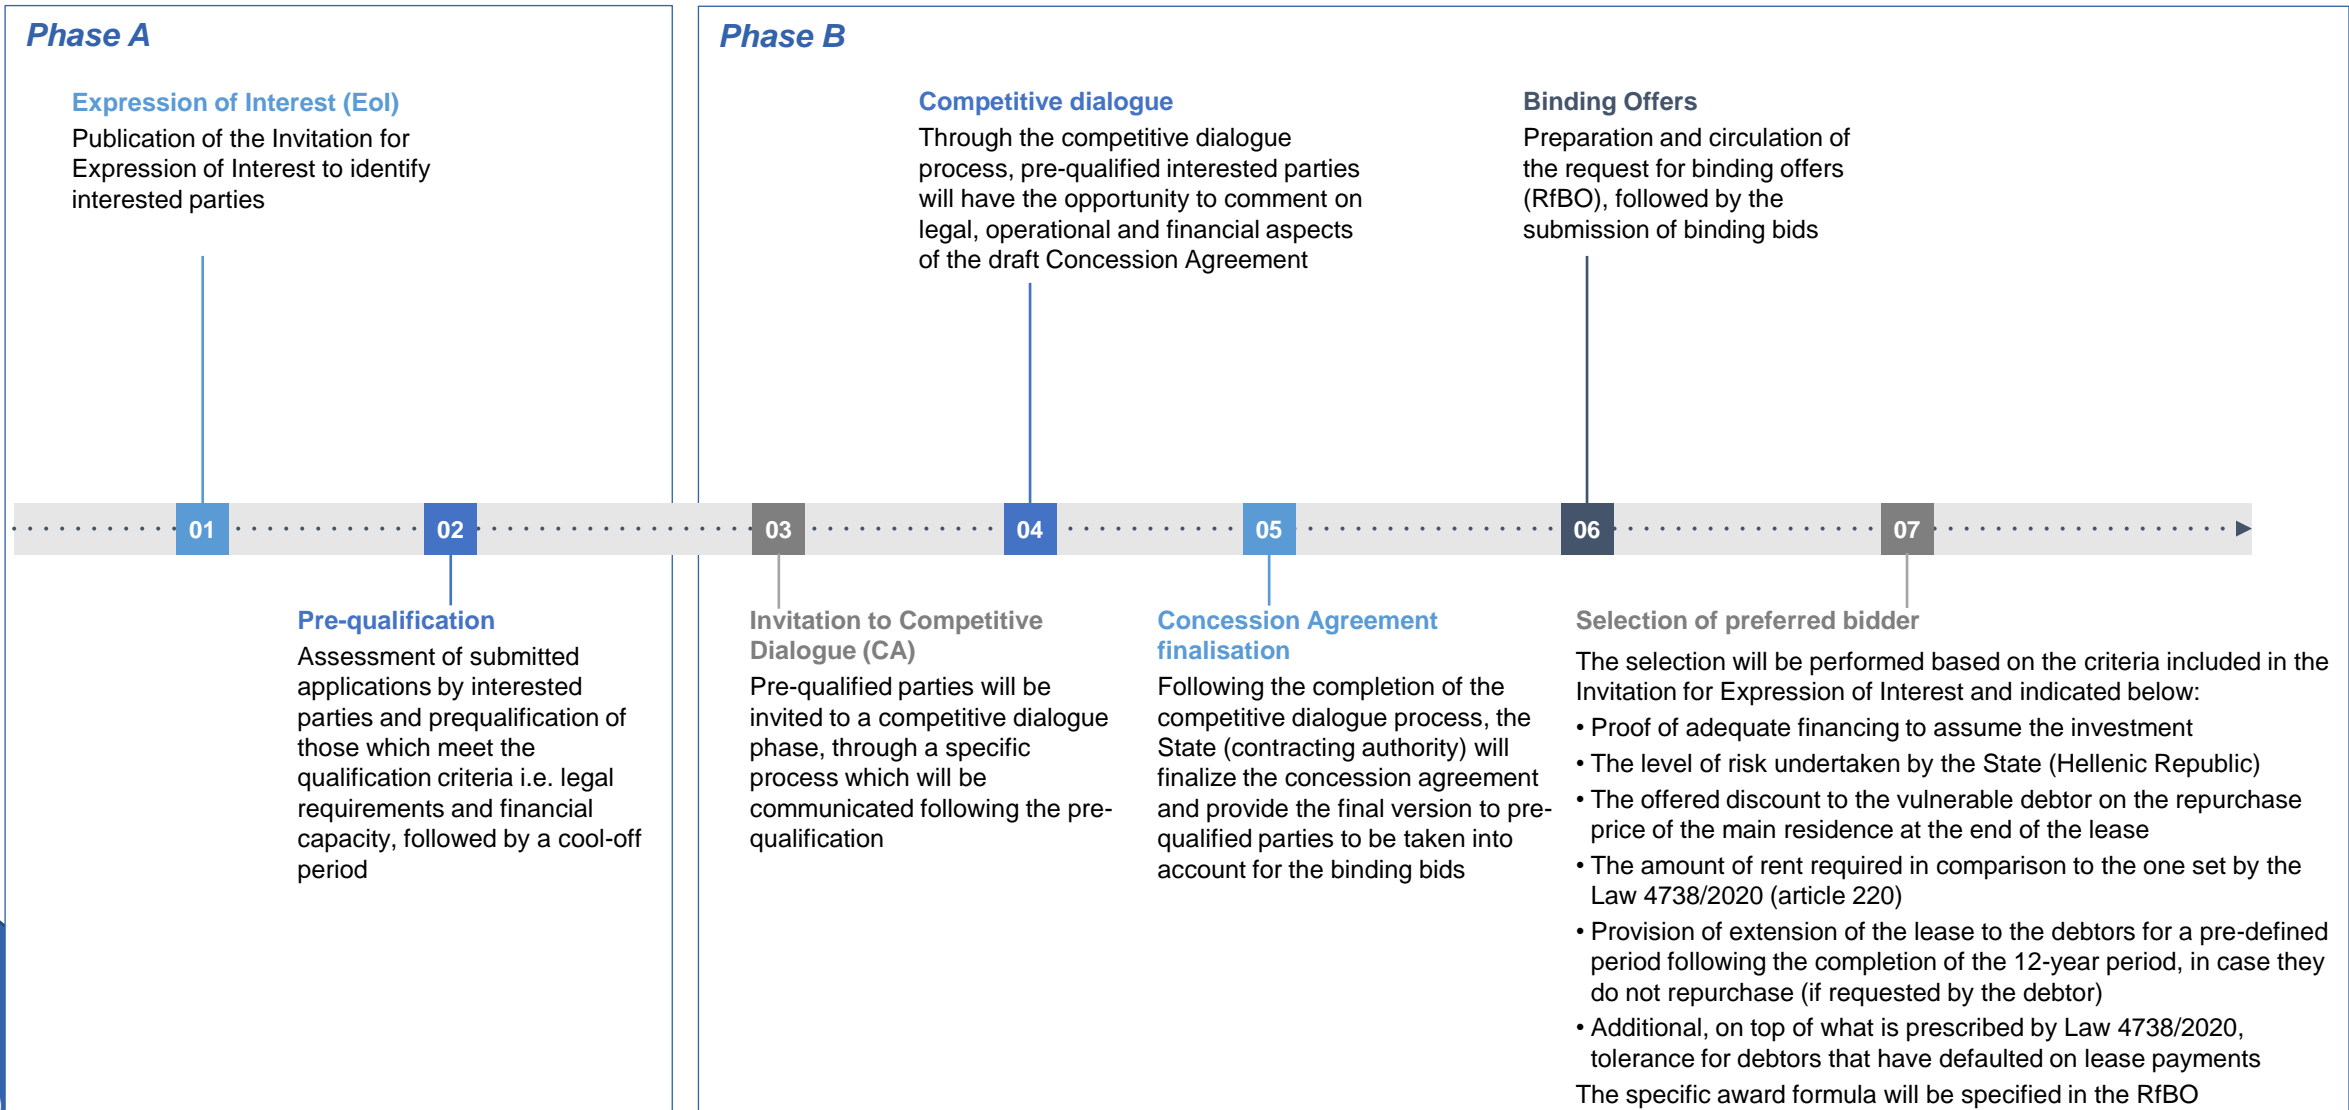 Phase A
Expression of Interest (EoI)
Publication of the Invitation for
Expression of Interest to identify
interested parties
Phase B
Competitive dialogue
Through the competitive dialogue
process, pre-qualified interested parties
will have the opportunity to comment on
legal, operational and financial aspects
of the draft Concession Agreement
Binding Offers
Preparation and circulation of
the request for binding offers
(RfBO), followed by the
submission of binding bids
01
02
03
04
05
06
07
Pre-qualification
Assessment of submitted
applications by interested
parties and prequalification of
those which meet the
qualification criteria i.e. legal
requirements and financial
capacity, followed by a cool-off
period
Invitation to Competitive
Dialogue (CA)
Pre-qualified parties will be
invited to a competitive dialogue
phase, through a specific
process which will be
communicated following the pre-
qualification
Concession Agreement
finalisation
Following the completion of the
competitive dialogue process, the
State (contracting authority) will
finalize the concession agreement
and provide the final version to pre-
qualified parties to be taken into
account for the binding bids
Selection of preferred bidder
The selection will be performed based on the criteria included in the
Invitation for Expression of Interest and indicated below:
• Proof of adequate financing to assume the investment
• The level of risk undertaken by the State (Hellenic Republic)
• The offered discount to the vulnerable debtor on the repurchase
price of the main residence at the end of the lease
• The amount of rent required in comparison to the one set by the
Law 4738/2020 (article 220)
• Provision of extension of the lease to the debtors for a pre-defined
period following the completion of the 12-year period, in case they
do not repurchase (if requested by the debtor)
• Additional, on top of what is prescribed by Law 4738/2020,
tolerance for debtors that have defaulted on lease payments
The specific award formula will be specified in the RfBO